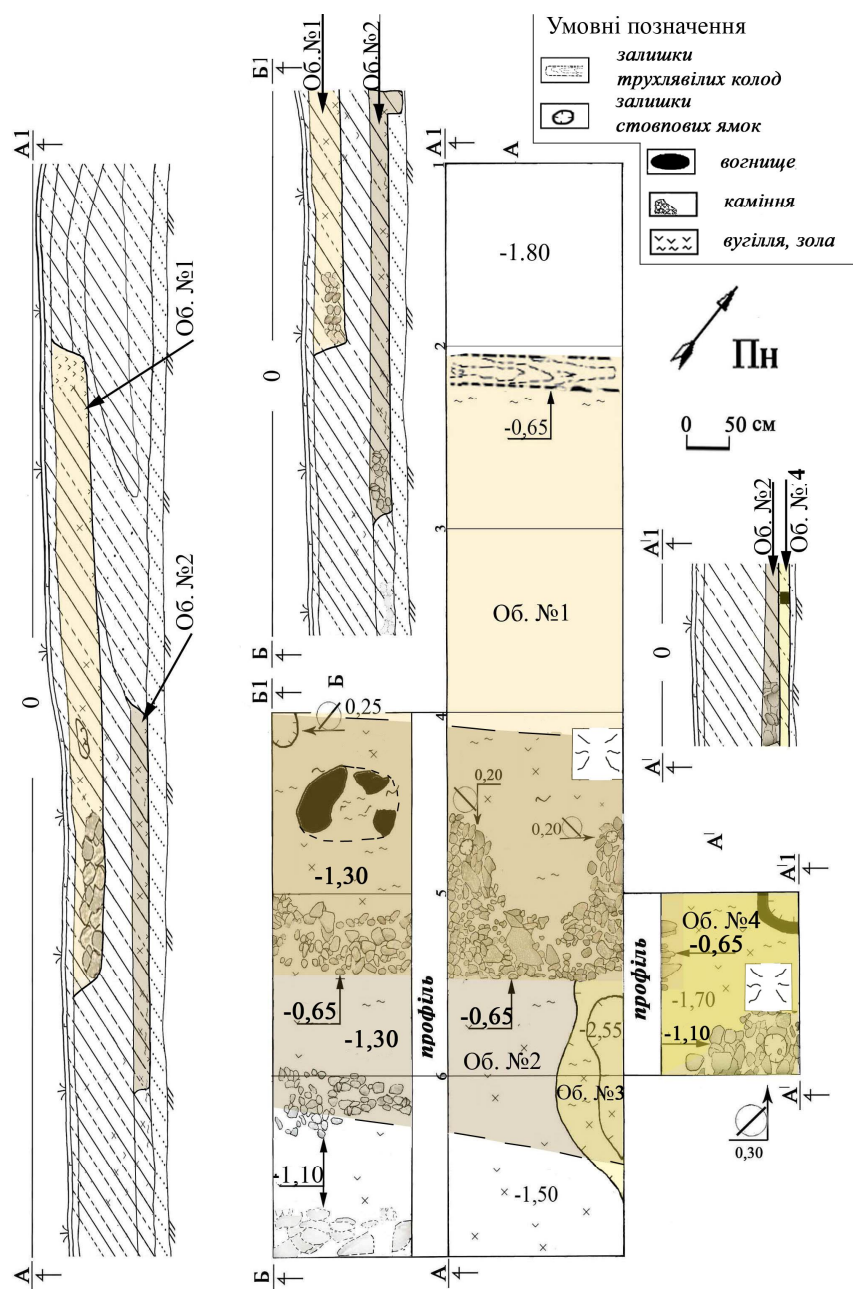 Умовні позначення
залишки
трухлявілих колод
залишки
стовпових ямок
вогнище
каміння
вугілля, зола
Пн
0 50 см
А1
Об. №1
Об. №2
0
А
Б1
Об.№1
Об.№2
0
Б
А1
А
1
-1.80
2
-0,65
3
Об. №1
4
Б1
Б
0,25
0,20
0,20
-1,30
5
-0,65
-1,30
профіль
-0,65
-2,55
Об. №2
6
Об. №3
-1,10
-1,50
Б
А
Об. №2
Об. №4
А'1
0
А'
А'
А'1
Об. №4
-0,65
-1,70
-1,10
профіль
А'
0,30